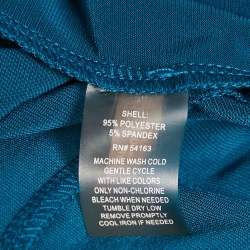 SHELL:
95% POLYESTER
5% SPANDEX
RN# 54163
MACHINE WASH COLD
GENTLE CYCLE
WITH LIKE COLORS
ONLY NON-CHLORINE
BLEACH WHEN NEEDED
TUMBLE DRY LOW
REMOVE PROMPTLY
COOL IRON IF NEEDED